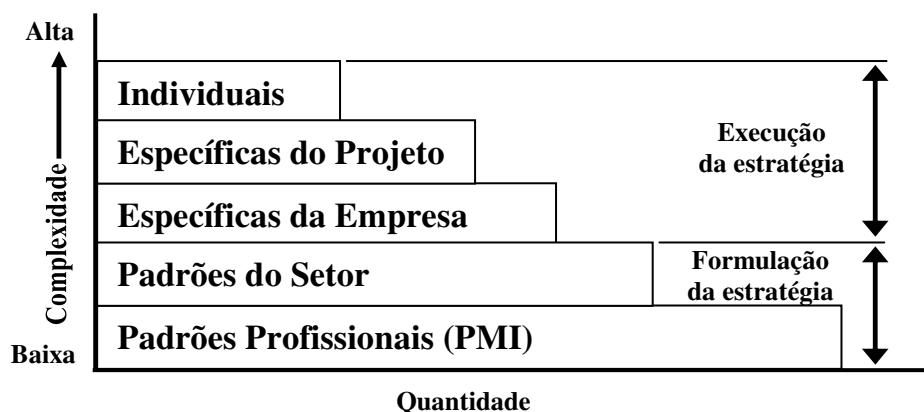 Alta
Individuais
Específicas do Projeto
Execução
da estratégia
Específicas da Empresa
Complexidade
Padrões do Setor
Formulação
da estratégia
Padrões Profissionais (PMI)
Baixa
Quantidade